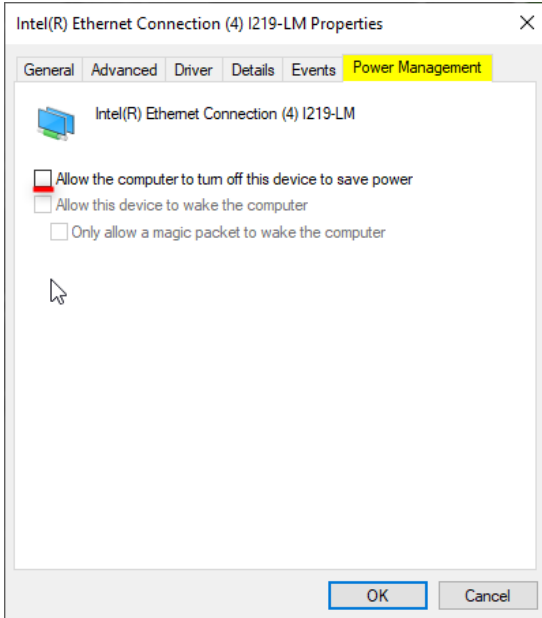 Intel(R) Ethernet Connection (4) I219-LM Properties
General Advanced Driver Details Events Power Management
Intel(R) Ethernet Connection (4) I219-LM
Allow the computer to turn off this device to save power
Allow this device to wake the computer
Only allow a magic packet to wake the computer
OK Cancel